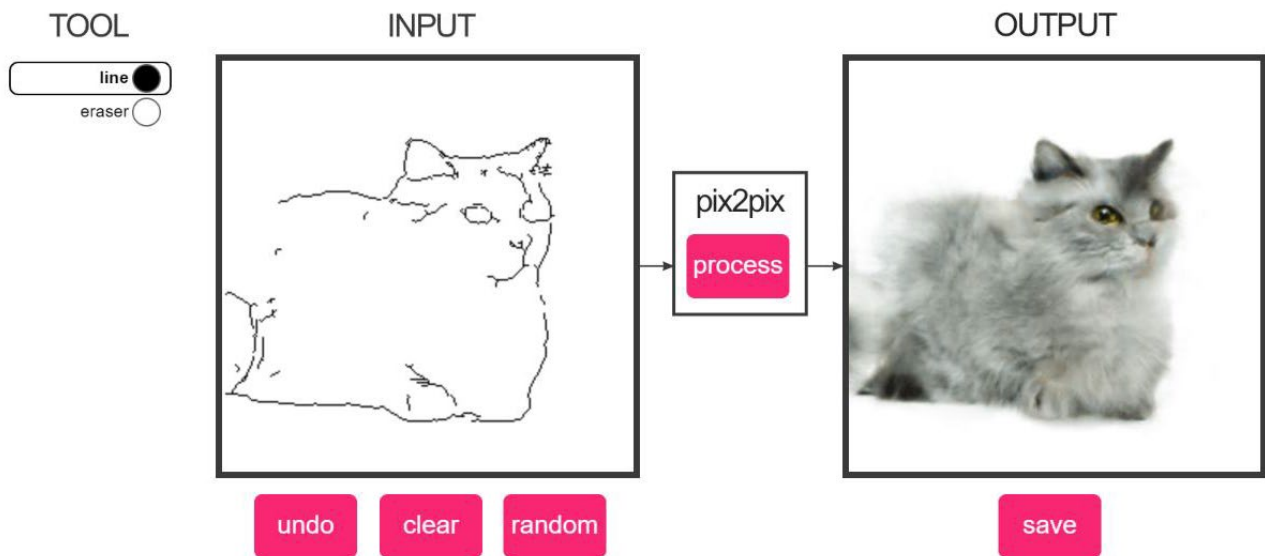 TOOL
INPUT
OUTPUT
line
eraser
pix2pix
process
undo
clear
random
save